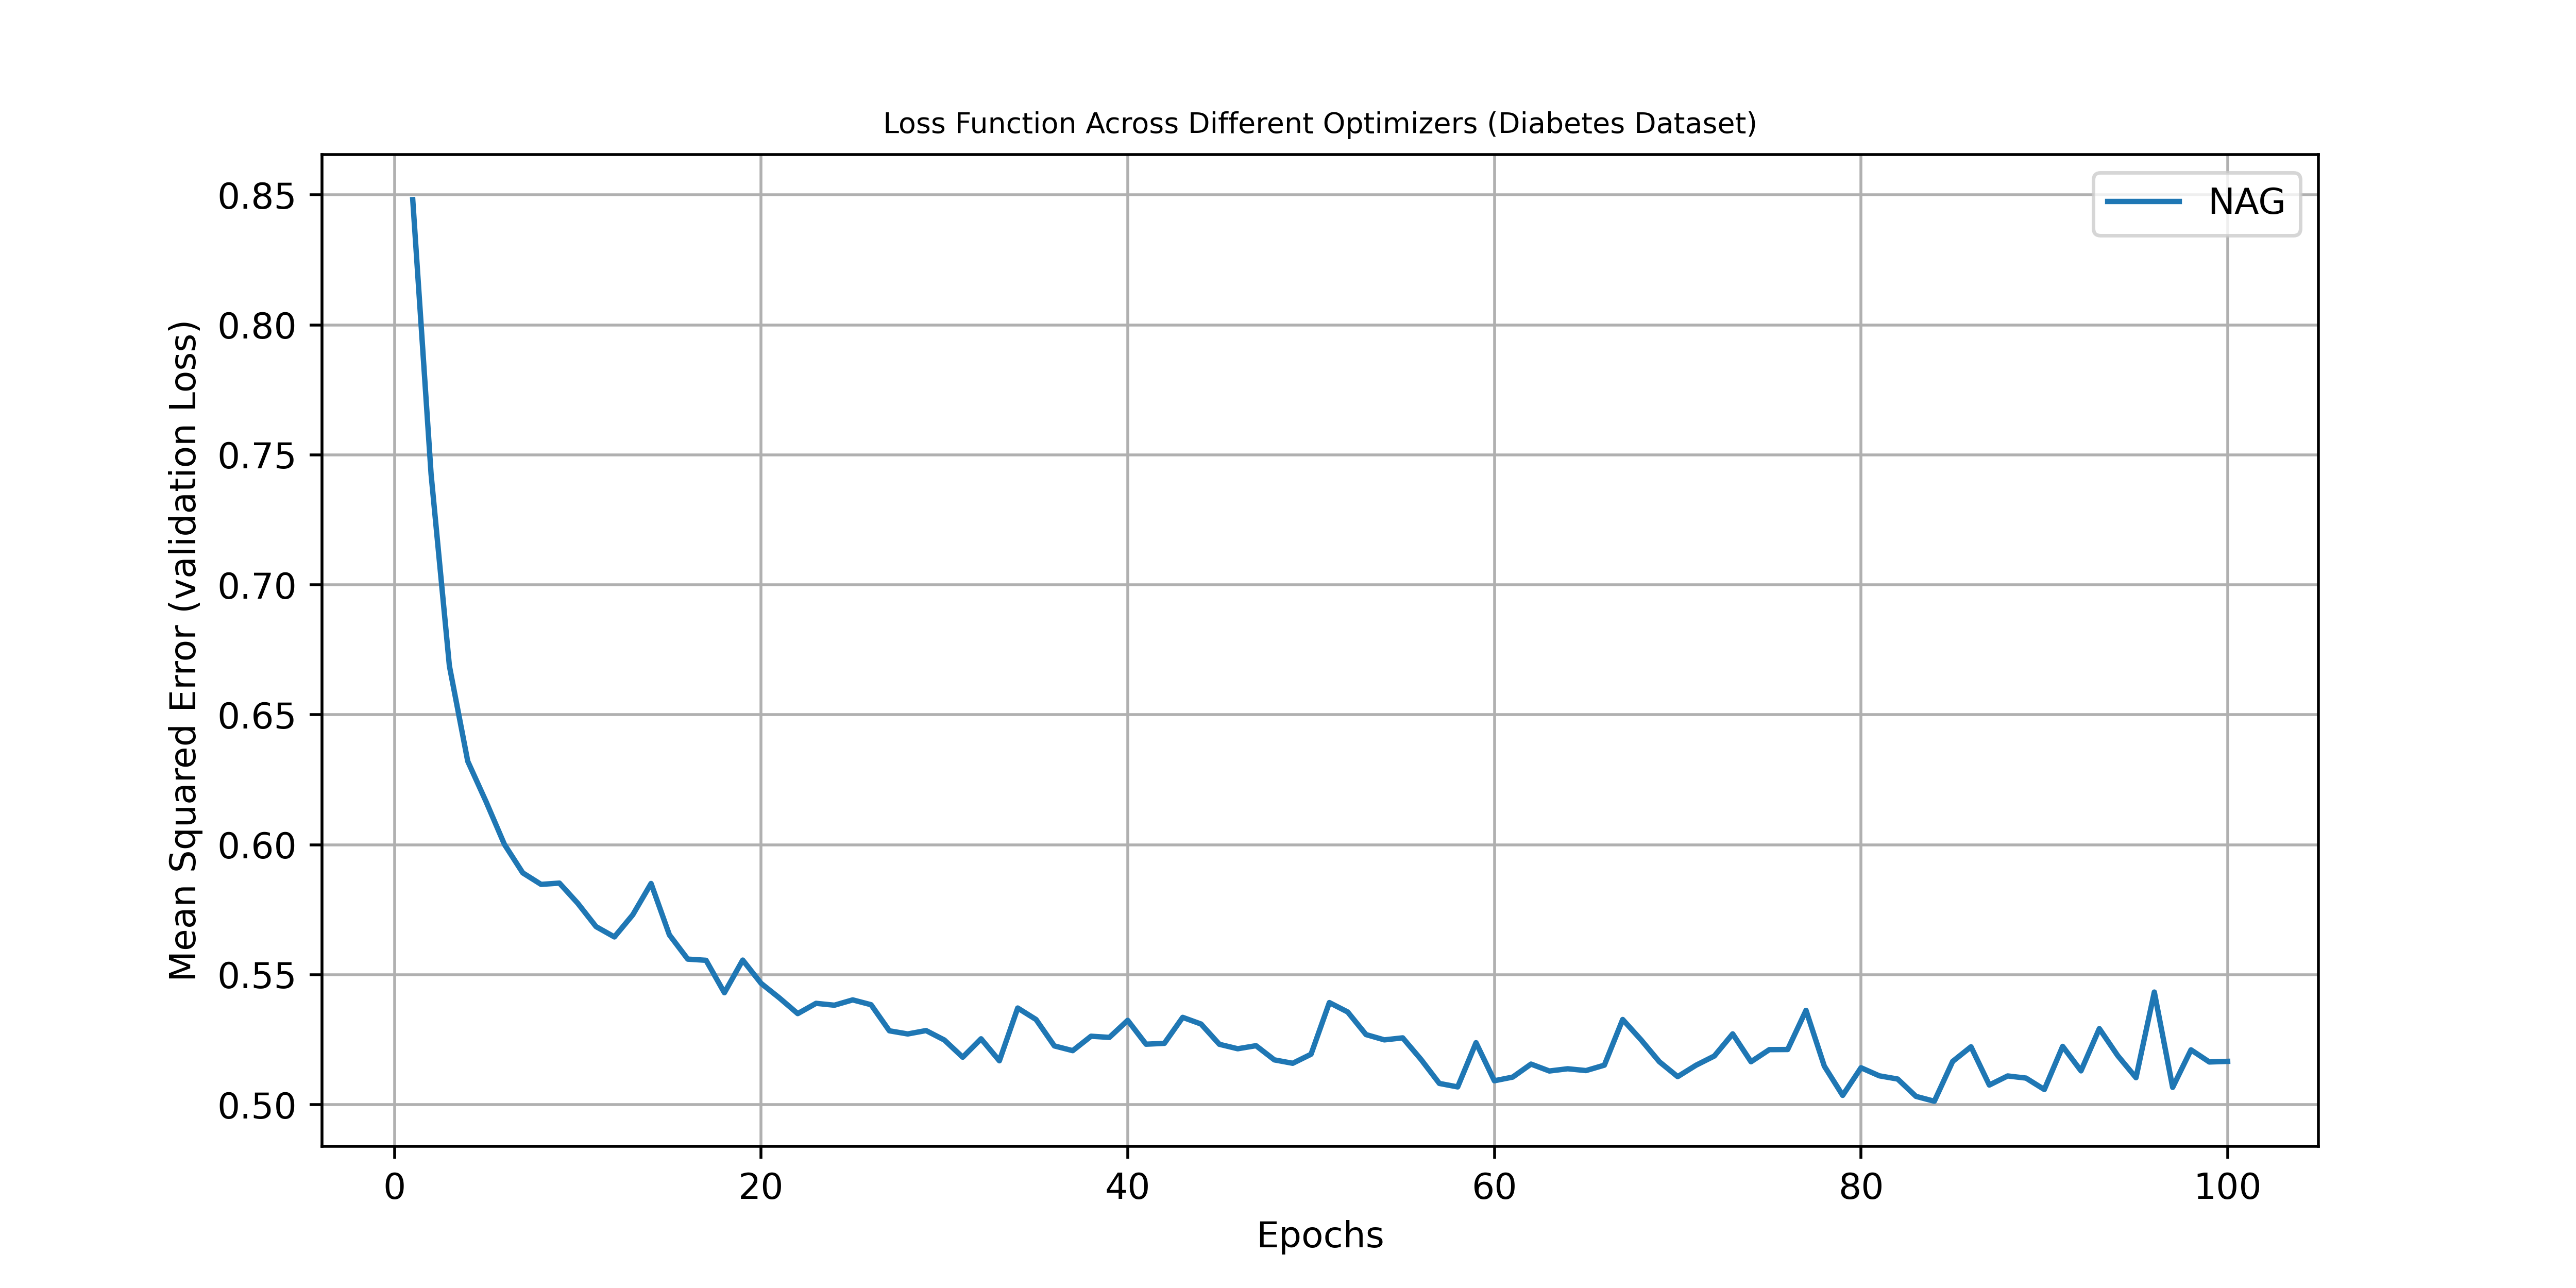 Loss Function Across Different Optimizers (Diabetes Dataset)
NAG
Mean Squared Error (validation Loss)
0.85
0.80
0.75
0.70
0.65
0.60
0.55
0.50
0 20 40 60 80 100
Epochs